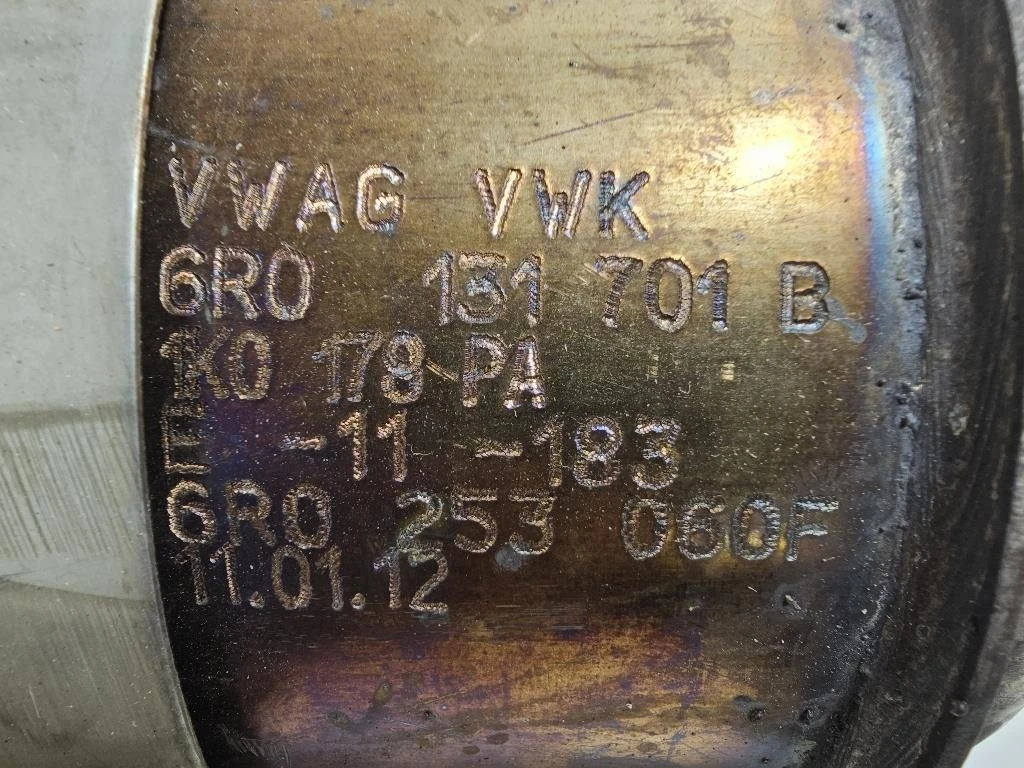 VWAG VWK
6R0 131 701 B
1K0 178 PA
E -11 -183
6R0 253 060F
11.01.12